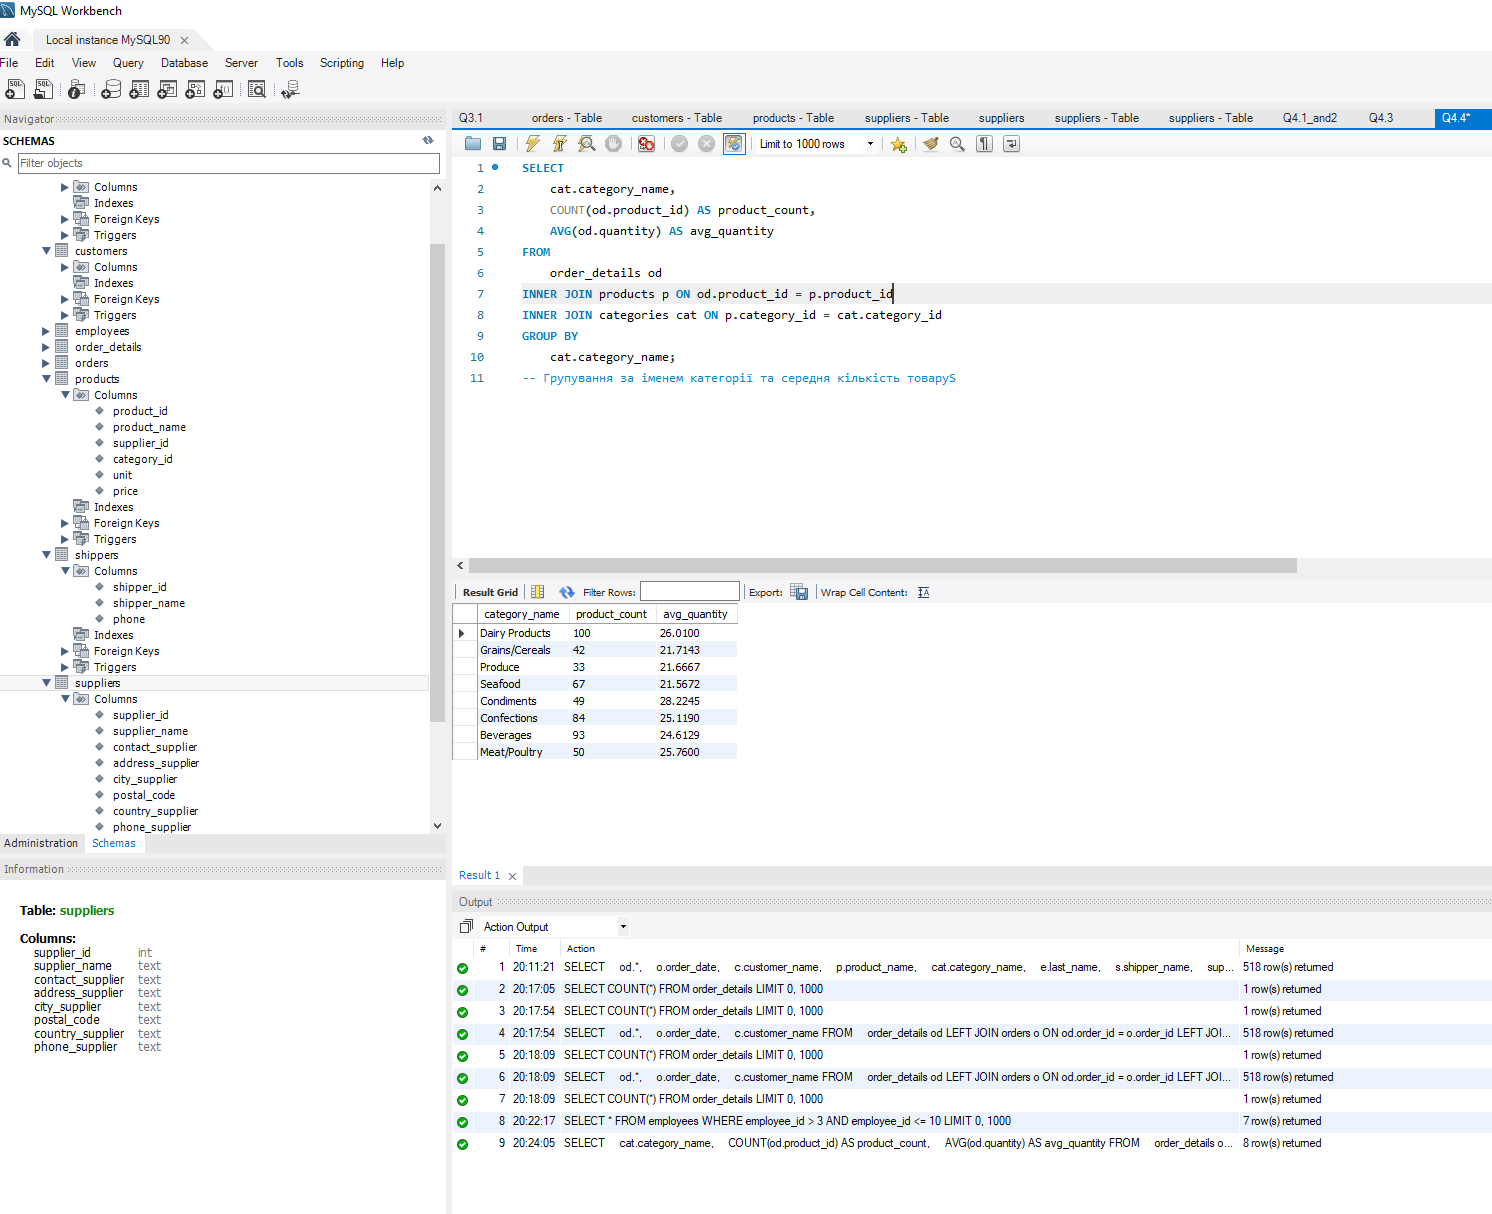 MySQL Workbench
Local instance MySQL90
File Edit View Query Database Server Tools Scripting Help
Navigator
SCHEMAS
Filter objects
Columns
Indexes
Foreign Keys
Triggers
customers
Columns
Indexes
Foreign Keys
Triggers
employees
order_details
orders
products
Columns
product_id
product_name
supplier_id
category_id
unit
price
Indexes
Foreign Keys
Triggers
shippers
Columns
shipper_id
shipper_name
phone
Indexes
Foreign Keys
Triggers
suppliers
Columns
supplier_id
supplier_name
contact_supplier
address_supplier
city_supplier
postal_code
country_supplier
phone_supplier
Administration Schemas
Information
Table: suppliers
Columns:
supplier_id int
supplier_name text
contact_supplier text
address_supplier text
city_supplier text
postal_code text
country_supplier text
phone_supplier text
Q3.1 orders - Table customers - Table products - Table suppliers - Table suppliers suppliers - Table suppliers - Table Q4.1_and2 Q4.3 Q4.4*
Limit to 1000 rows
1 SELECT
2 cat.category_name,
3 COUNT(od.product_id) AS product_count,
4 AVG(od.quantity) AS avg_quantity
5 FROM
6 order_details od
7 INNER JOIN products p ON od.product_id = p.product_id
8 INNER JOIN categories cat ON p.category_id = cat.category_id
9 GROUP BY
10 cat.category_name;
11 -- Групування за іменем категорії та середня кількість товаруS
Result Grid Filter Rows: Export: Wrap Cell Content:
category_name product_count avg_quantity
Dairy Products 100 26.0100
Grains/Cereals 42 21.7143
Produce 33 21.6667
Seafood 67 21.5672
Condiments 49 28.2245
Confections 84 25.1190
Beverages 93 24.6129
Meat/Poultry 50 25.7600
Result 1
Output
Action Output
# Time Action Message
1 20:11:21 SELECT od.*, o.order_date, c.customer_name, p.product_name, cat.category_name, e.last_name, s.shipper_name, sup... 518 row(s) returned
2 20:17:05 SELECT COUNT(*) FROM order_details LIMIT 0, 1000 1 row(s) returned
3 20:17:54 SELECT COUNT(*) FROM order_details LIMIT 0, 1000 1 row(s) returned
4 20:17:54 SELECT od.*, o.order_date, c.customer_name FROM order_details od LEFT JOIN orders o ON od.order_id = o.order_id LEFT JOI... 518 row(s) returned
5 20:18:09 SELECT COUNT(*) FROM order_details LIMIT 0, 1000 1 row(s) returned
6 20:18:09 SELECT od.*, o.order_date, c.customer_name FROM order_details od LEFT JOIN orders o ON od.order_id = o.order_id LEFT JOI... 518 row(s) returned
7 20:18:09 SELECT COUNT(*) FROM order_details LIMIT 0, 1000 1 row(s) returned
8 20:22:17 SELECT * FROM employees WHERE employee_id > 3 AND employee_id <= 10 LIMIT 0, 1000 7 row(s) returned
9 20:24:05 SELECT cat.category_name, COUNT(od.product_id) AS product_count, AVG(od.quantity) AS avg_quantity FROM order_details o... 8 row(s) returned